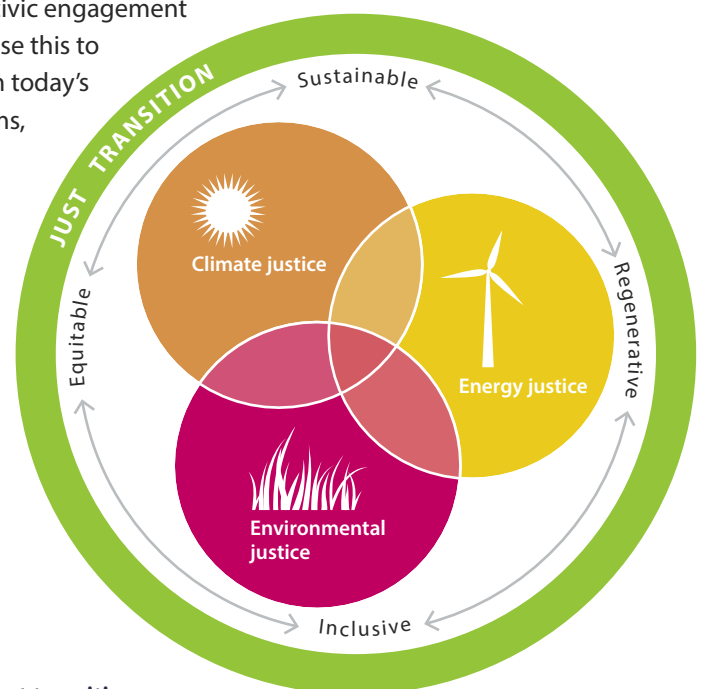 civic engagement
se this to
n today's
ns,
JUST TRANSITION
Sustainable
Climate justice
Equitable
Regenerative
Energy justice
Environmental
justice
Inclusive